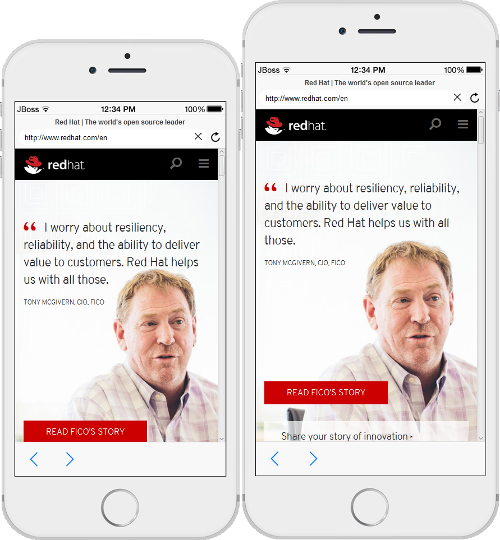 JBoss 12:34 PM 100%
Red Hat | The world's open source leader
http://www.redhat.com/en
redhat.
I worry about resiliency,
reliability, and the ability to deliver
value to customers. Red Hat helps
us with all those.
TONY MCGIVERN, CIO, FICO
READ FICO'S STORY
JBoss 12:34 PM 100%
Red Hat | The world's open source leader
http://www.redhat.com/en
redhat.
I worry about resiliency, reliability,
and the ability to deliver value to
customers. Red Hat helps us with all
those.
TONY MCGIVERN, CIO, FICO
READ FICO'S STORY
Share your story of innovation ▸